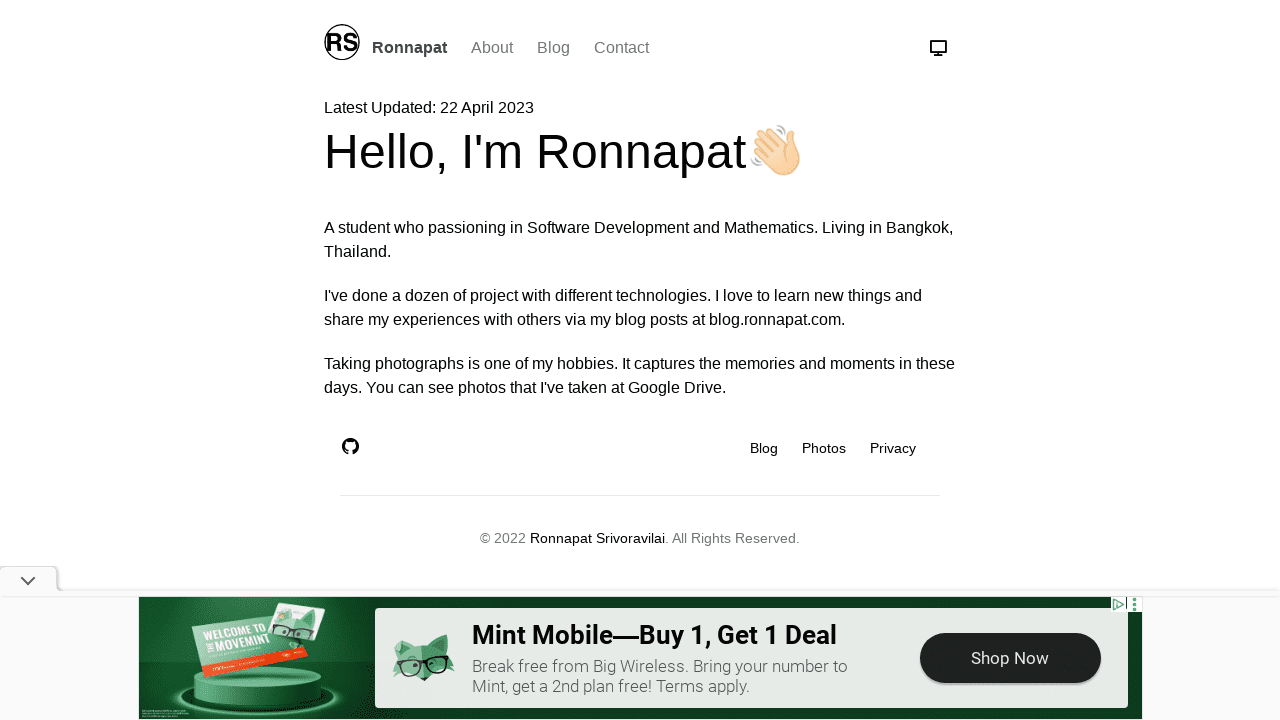 RS
Ronnapat
About
Blog
Contact
Latest Updated: 22 April 2023
Hello, I'm Ronnapat
A student who passioning in Software Development and Mathematics. Living in Bangkok,
Thailand.
I've done a dozen of project with different technologies. I love to learn new things and
share my experiences with others via my blog posts at blog.ronnapat.com.
Taking photographs is one of my hobbies. It captures the memories and moments in these
days. You can see photos that I've taken at Google Drive.
Blog
Photos
Privacy
© 2022 Ronnapat Srivoravilai. All Rights Reserved.
WELCOME TO
THE MOVEMINT
Mint Mobile—Buy 1, Get 1 Deal
Break free from Big Wireless. Bring your number to
Mint, get a 2nd plan free! Terms apply.
Shop Now